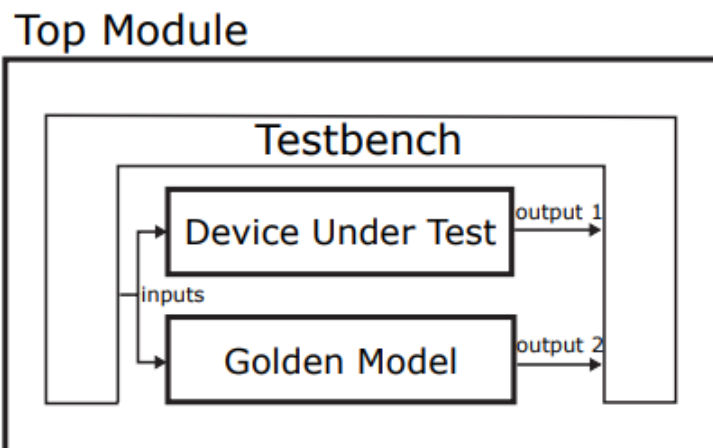 Top Module
Testbench
Device Under Test
output 1
inputs
Golden Model
output 2